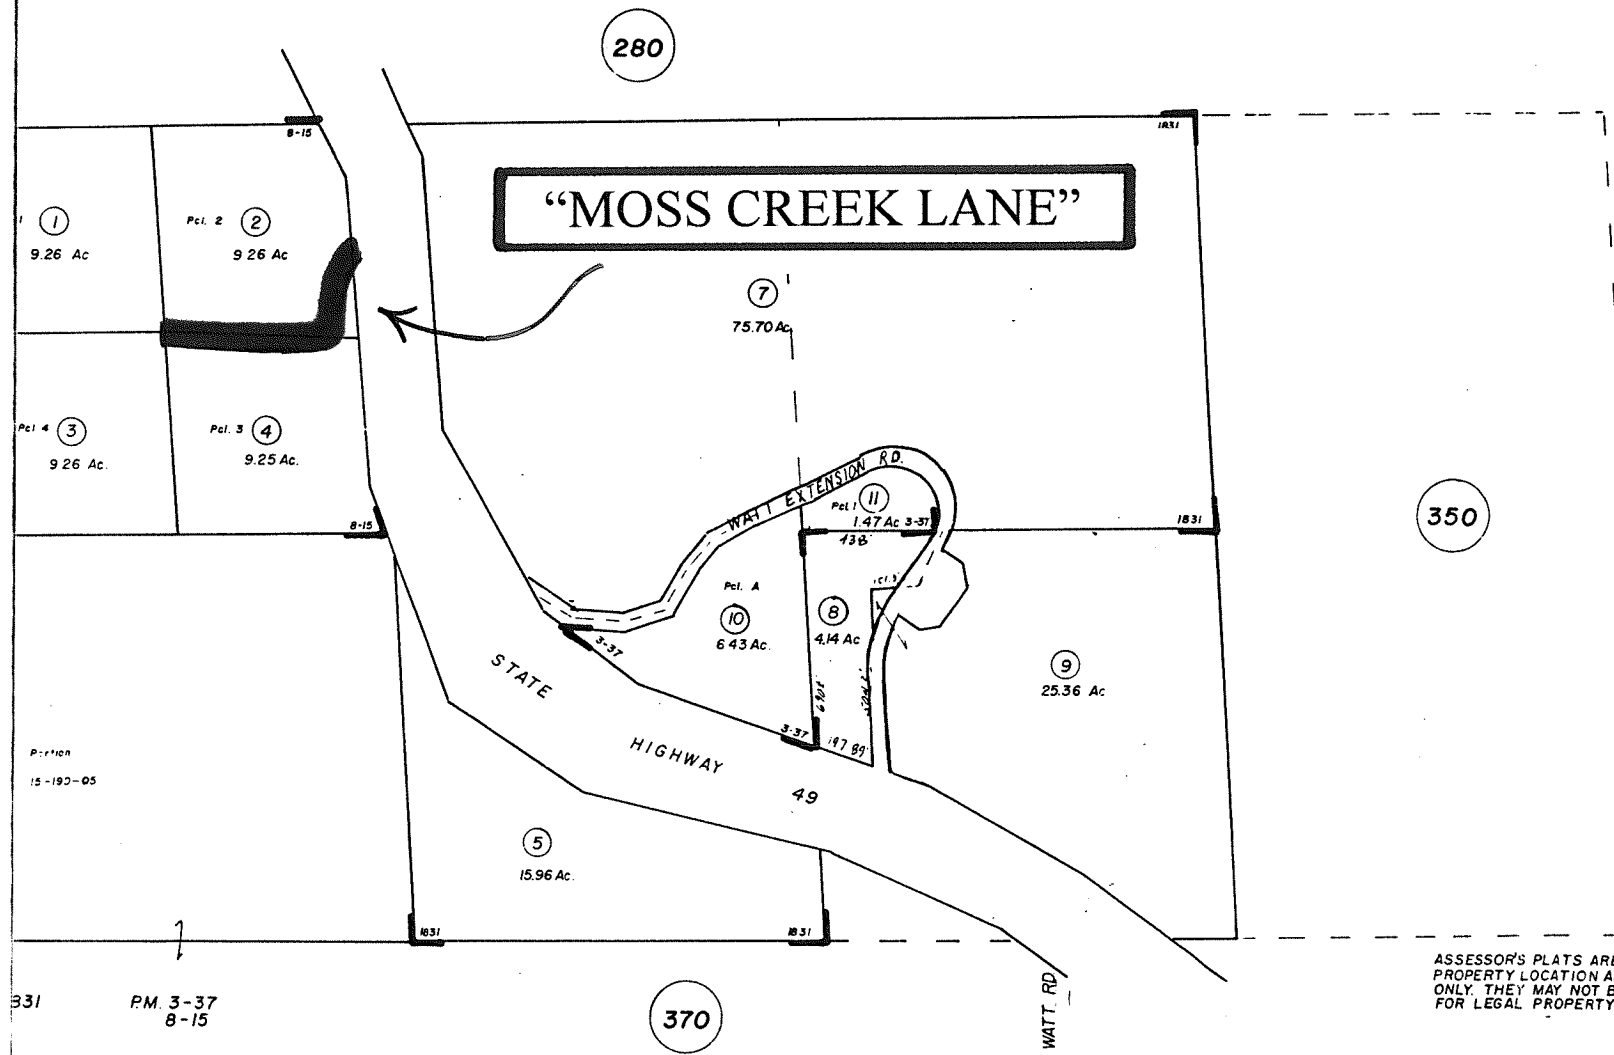 280
8-15
1831
"MOSS CREEK LANE"
1
9.26 Ac
Pcl. 2 2
9 26 Ac
7
75.70 Ac
Pcl 4 3
9 26 Ac.
Pcl. 3 4
9.25 Ac.
WATT EXTENSION RD.
Pcl. 1 11
1.47 Ac 3-37
438'
8-15
1831
350
Pcl. A
10
6 43 Ac.
8
4.14 Ac
9
25.36 Ac
3-37
STATE
HIGHWAY
49
3-37
197 89'
Portion
15-190-05
5
15.96 Ac.
1831
1831
331
P.M. 3-37
8-15
370
WATT RD
ASSESSOR'S PLATS ARE
PROPERTY LOCATION A
ONLY. THEY MAY NOT B
FOR LEGAL PROPERTY